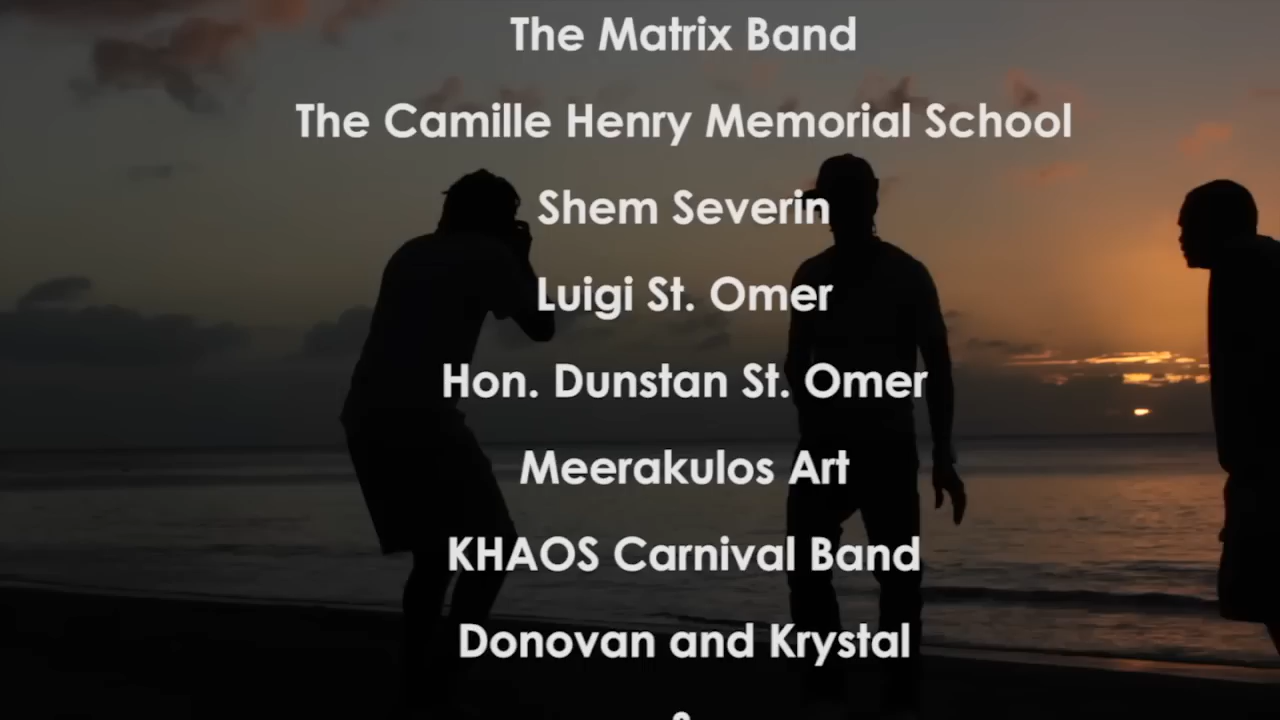 The Matrix Band
The Camille Henry Memorial School
Shem Severin
Luigi St. Omer
Hon. Dunstan St. Omer
Meerakulos Art
KHAOS Carnival Band
Donovan and Krystal